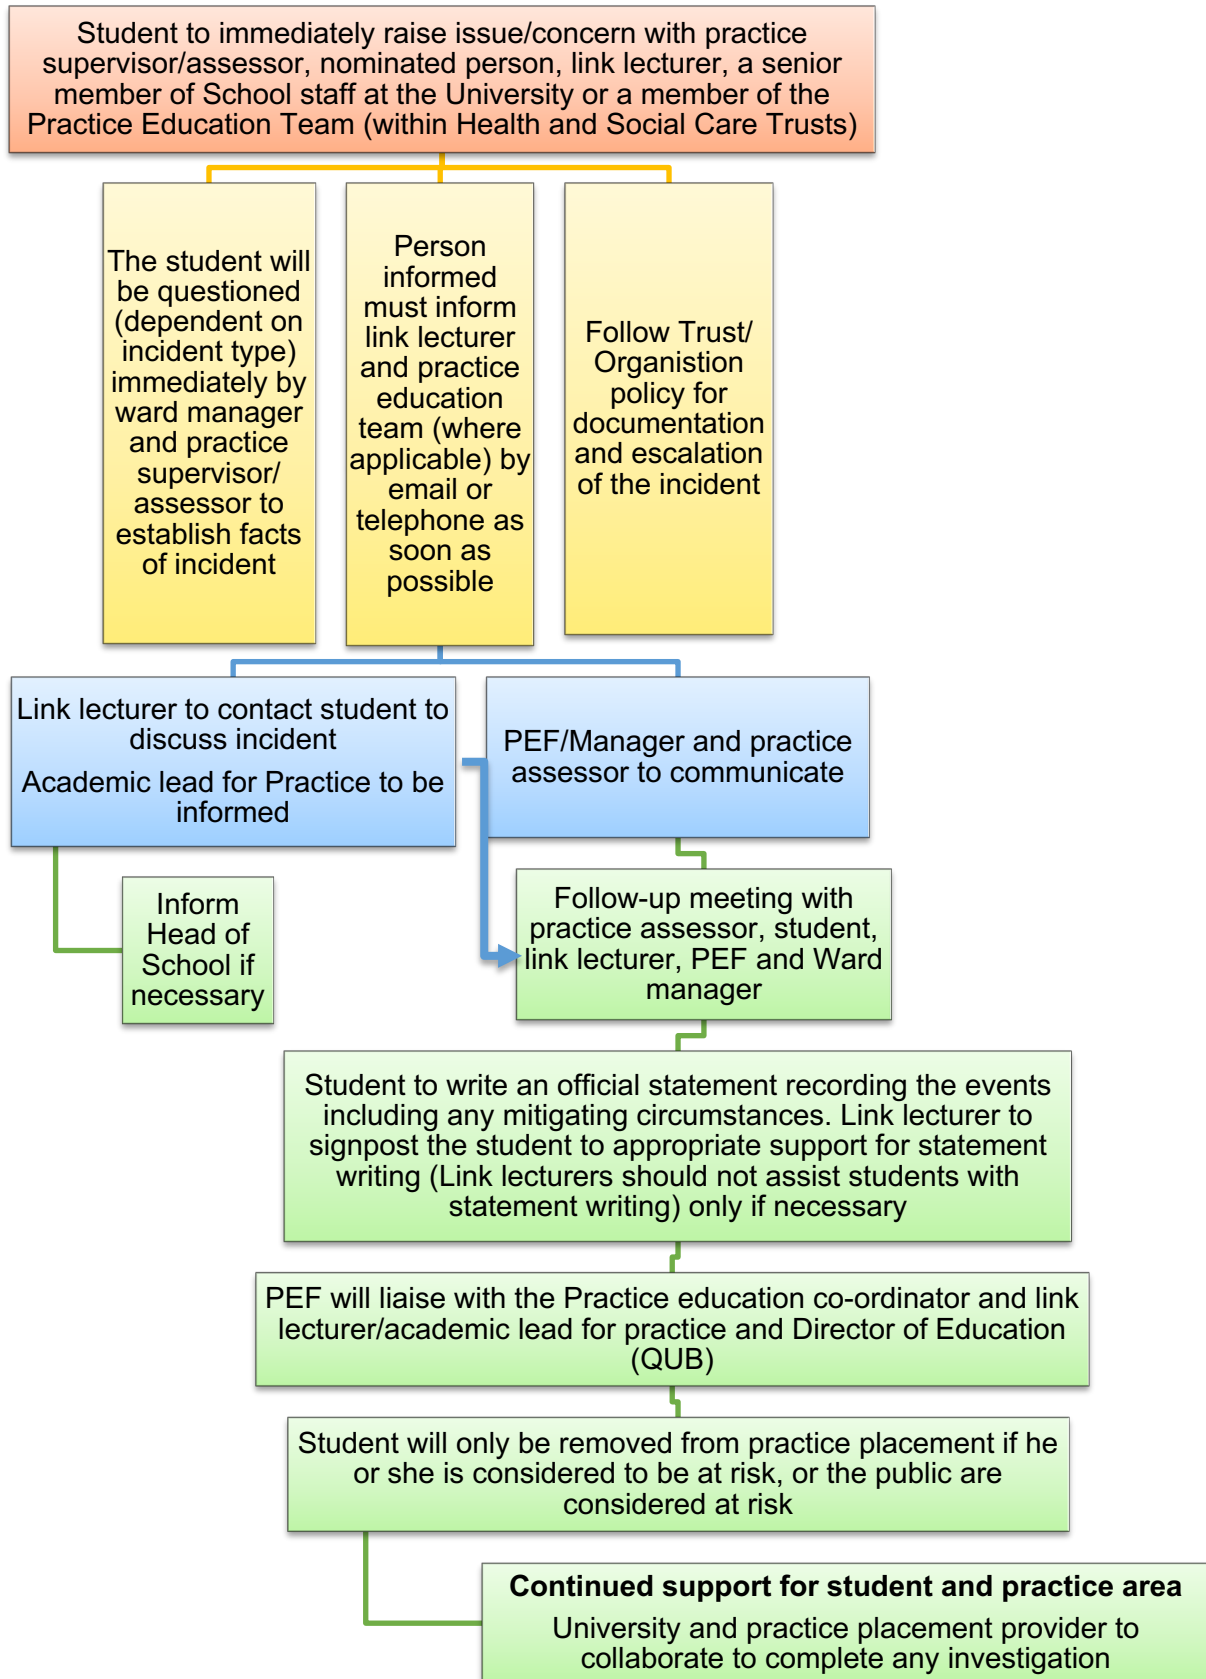 Student to immediately raise issue/concern with practice
supervisor/assessor, nominated person, link lecturer, a senior
member of School staff at the University or a member of the
Practice Education Team (within Health and Social Care Trusts)
The student will
be questioned
(dependent on
incident type)
immediately by
ward manager
and practice
supervisor/
assessor to
establish facts
of incident
Person
informed
must inform
link lecturer
and practice
education
team (where
applicable) by
email or
telephone as
soon as
possible
Follow Trust/
Organistion
policy for
documentation
and escalation
of the incident
Link lecturer to contact student to
discuss incident
Academic lead for Practice to be
informed
PEF/Manager and practice
assessor to communicate
Inform
Head of
School if
necessary
Follow-up meeting with
practice assessor, student,
link lecturer, PEF and Ward
manager
Student to write an official statement recording the events
including any mitigating circumstances. Link lecturer to
signpost the student to appropriate support for statement
writing (Link lecturers should not assist students with
statement writing) only if necessary
PEF will liaise with the Practice education co-ordinator and link
lecturer/academic lead for practice and Director of Education
(QUB)
Student will only be removed from practice placement if he
or she is considered to be at risk, or the public are
considered at risk
Continued support for student and practice area
University and practice placement provider to
collaborate to complete any investigation